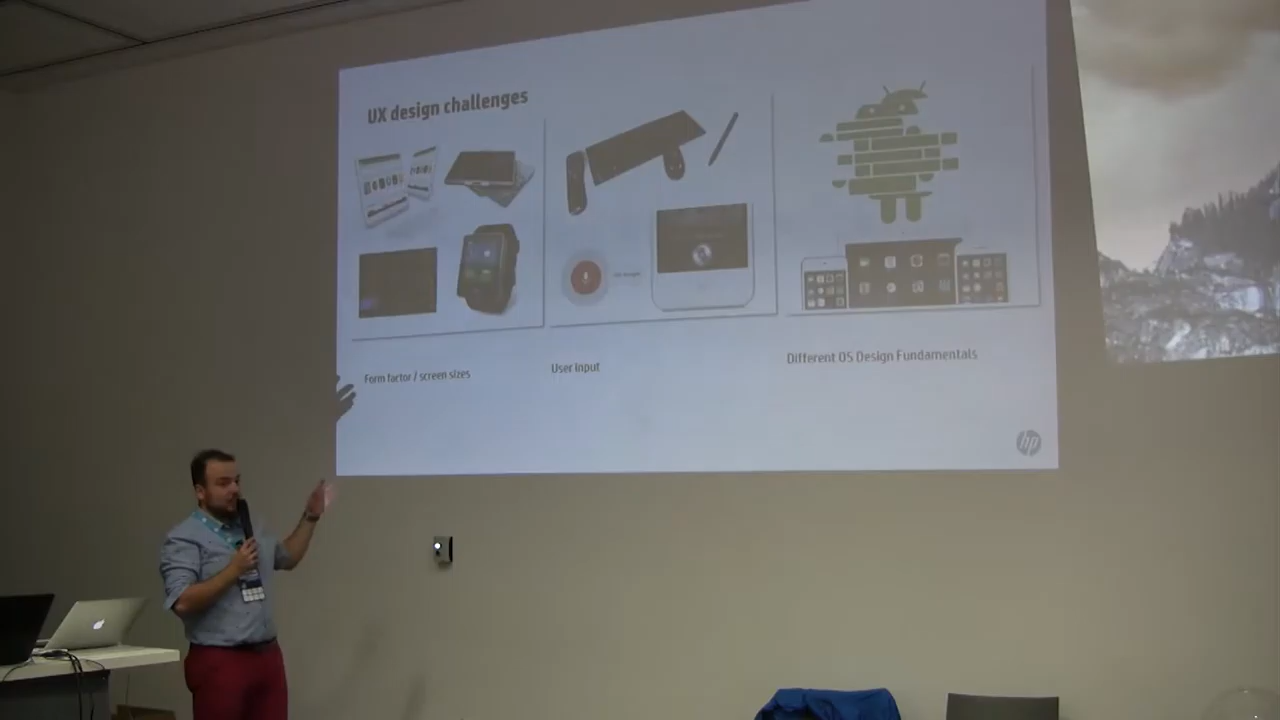 UX design challenges
Form factor / screen sizes
User input
Different OS Design Fundamentals
hp